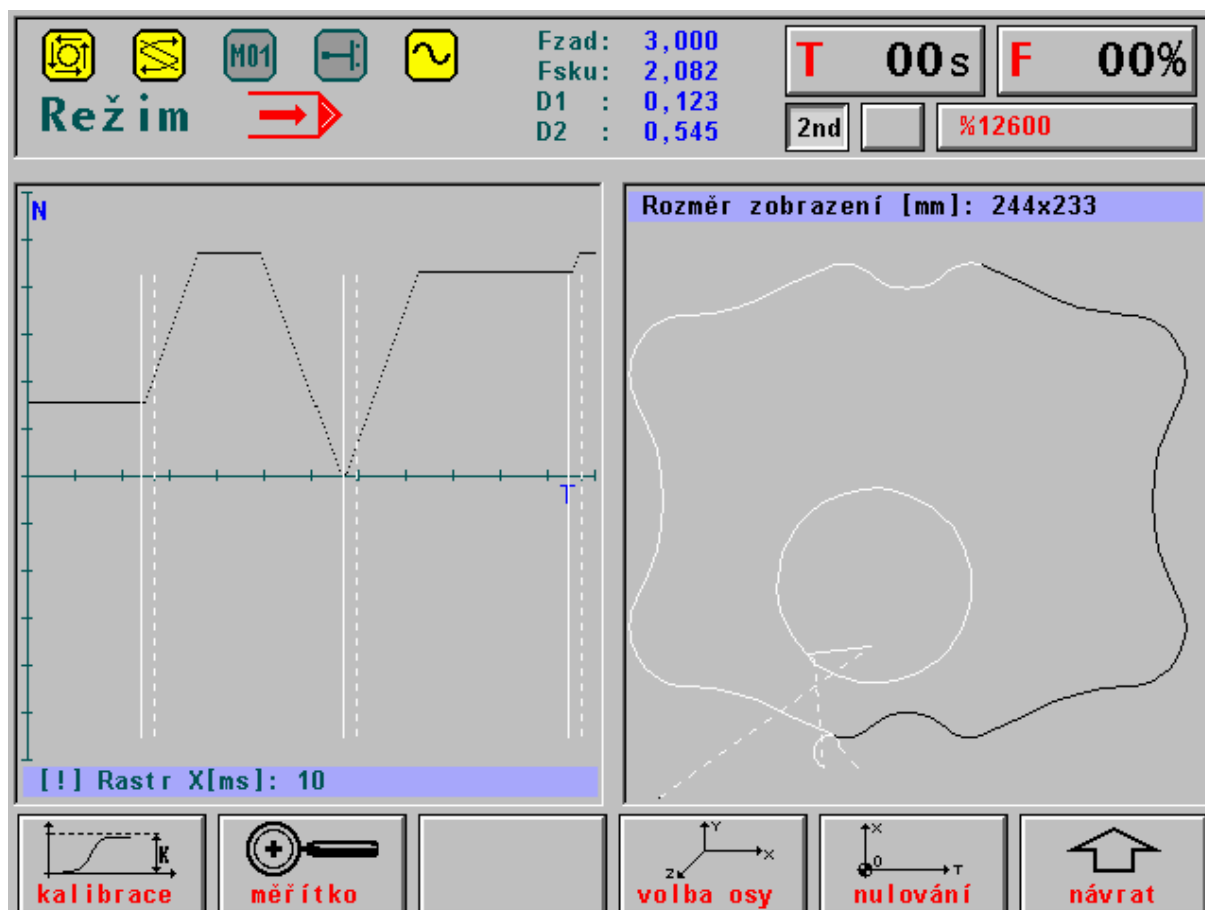 M01
Režim
Fzad: 3,000
Fsku: 2,082
D1 : 0,123
D2 : 0,545
T 00s
F 00%
2nd
%12600
N
T
[!] Rastr X[ms]: 10
Rozměr zobrazení [mm]: 244x233
K
kalibrace
měřítko
Y
X
Z
volba osy
X
0
T
nulování
návrat